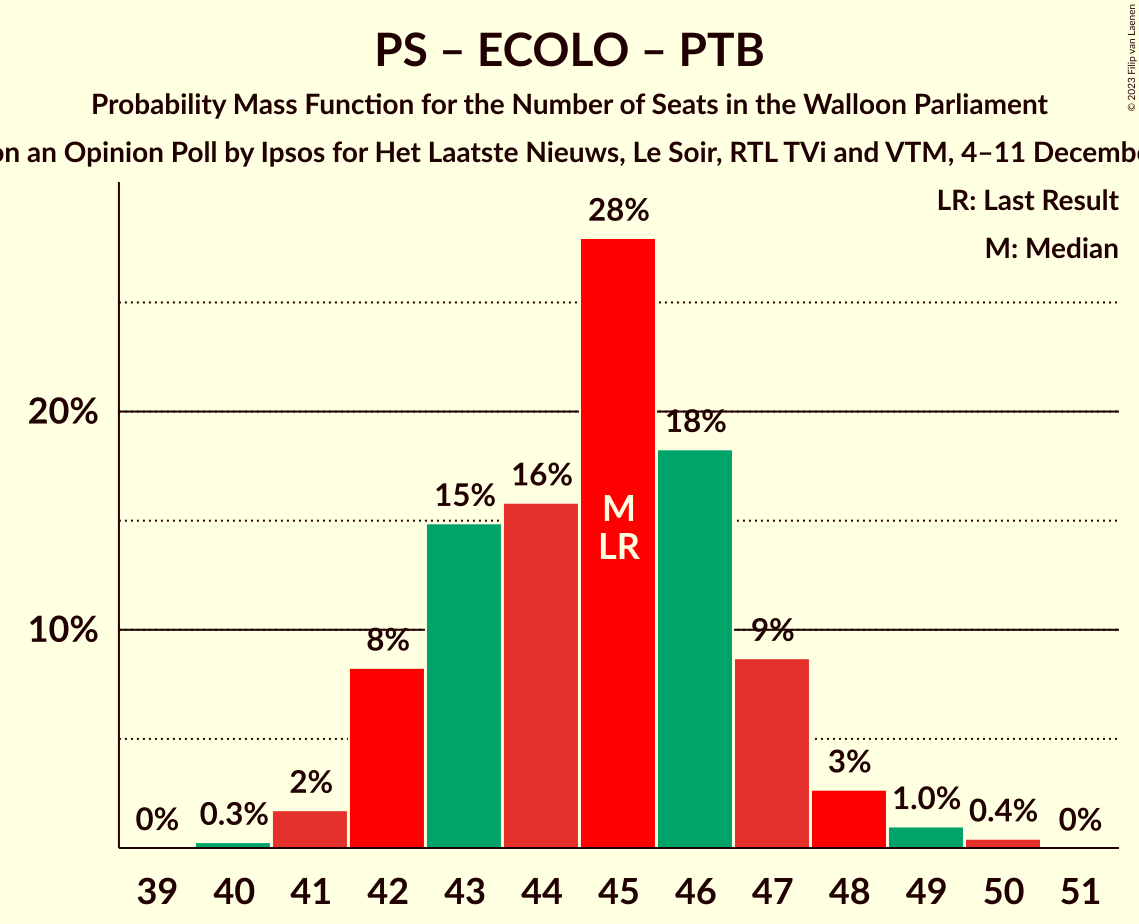 PS – ECOLO – PTB
Probability Mass Function for the Number of Seats in the Walloon Parliament
on an Opinion Poll by Ipsos for Het Laatste Nieuws, Le Soir, RTL TVi and VTM, 4–11 Decembe
© 2023 Filip van Laenen
LR: Last Result
M: Median
28%
20%
18%
16%
15%
M
LR
10%
9%
8%
3%
2%
1.0%
0.4%
0.3%
0%
0%
39 40 41 42 43 44 45 46 47 48 49 50 51